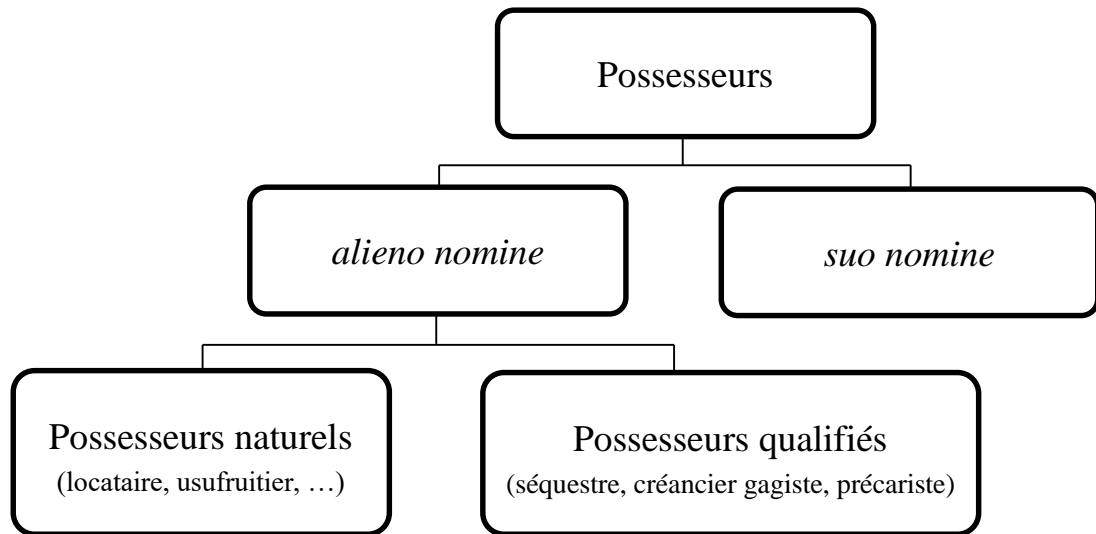 Possesseurs
alieno nomine
suo nomine
Possesseurs naturels
(locataire, usufruitier, …)
Possesseurs qualifiés
(séquestre, créancier gagiste, précariste)